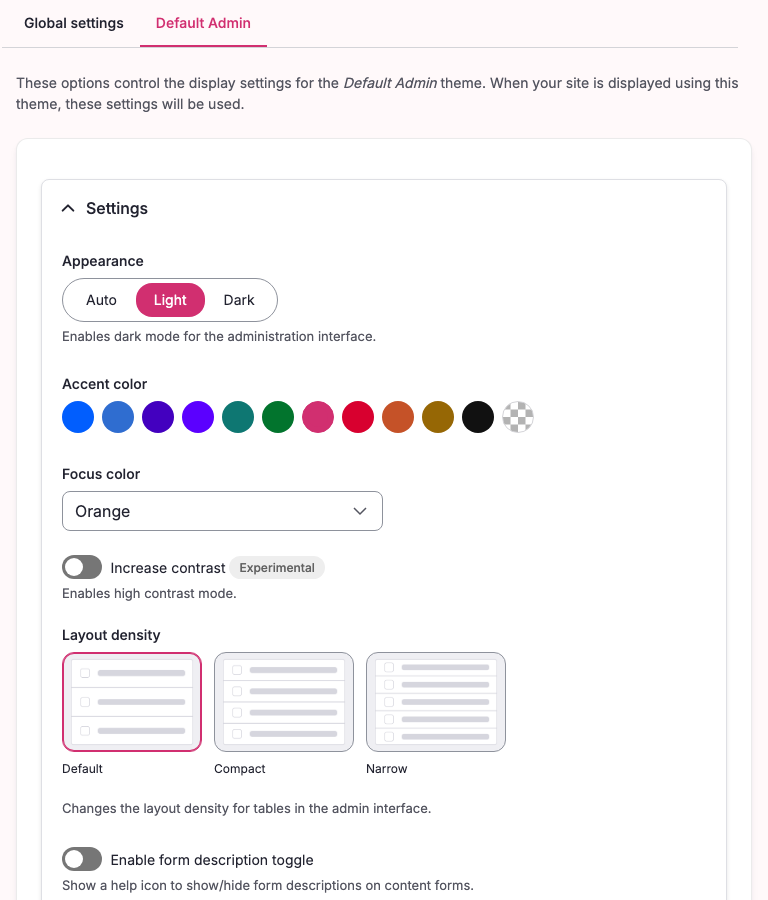 Global settings
Default Admin
These options control the display settings for the Default Admin theme. When your site is displayed using this
theme, these settings will be used.
Settings
Appearance
Auto
Light
Dark
Enables dark mode for the administration interface.
Accent color
Focus color
Orange
Increase contrast
Experimental
Enables high contrast mode.
Layout density
Default
Compact
Narrow
Changes the layout density for tables in the admin interface.
Enable form description toggle
Show a help icon to show/hide form descriptions on content forms.